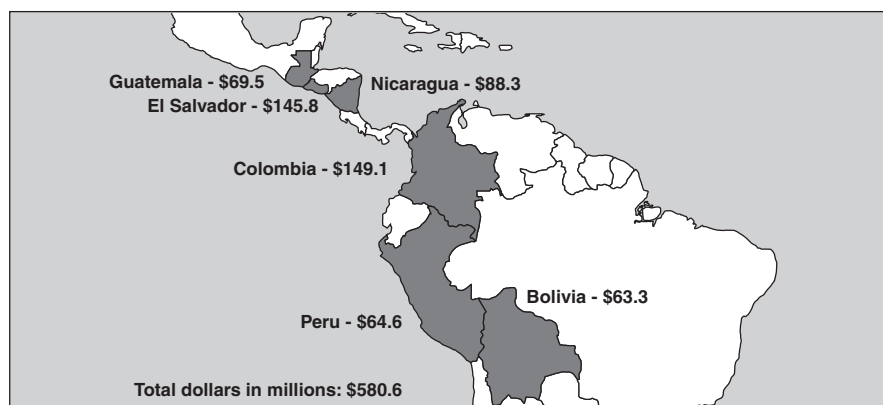 Guatemala - $69.5
Nicaragua - $88.3
El Salvador - $145.8
Colombia - $149.1
Bolivia - $63.3
Peru - $64.6
Total dollars in millions: $580.6